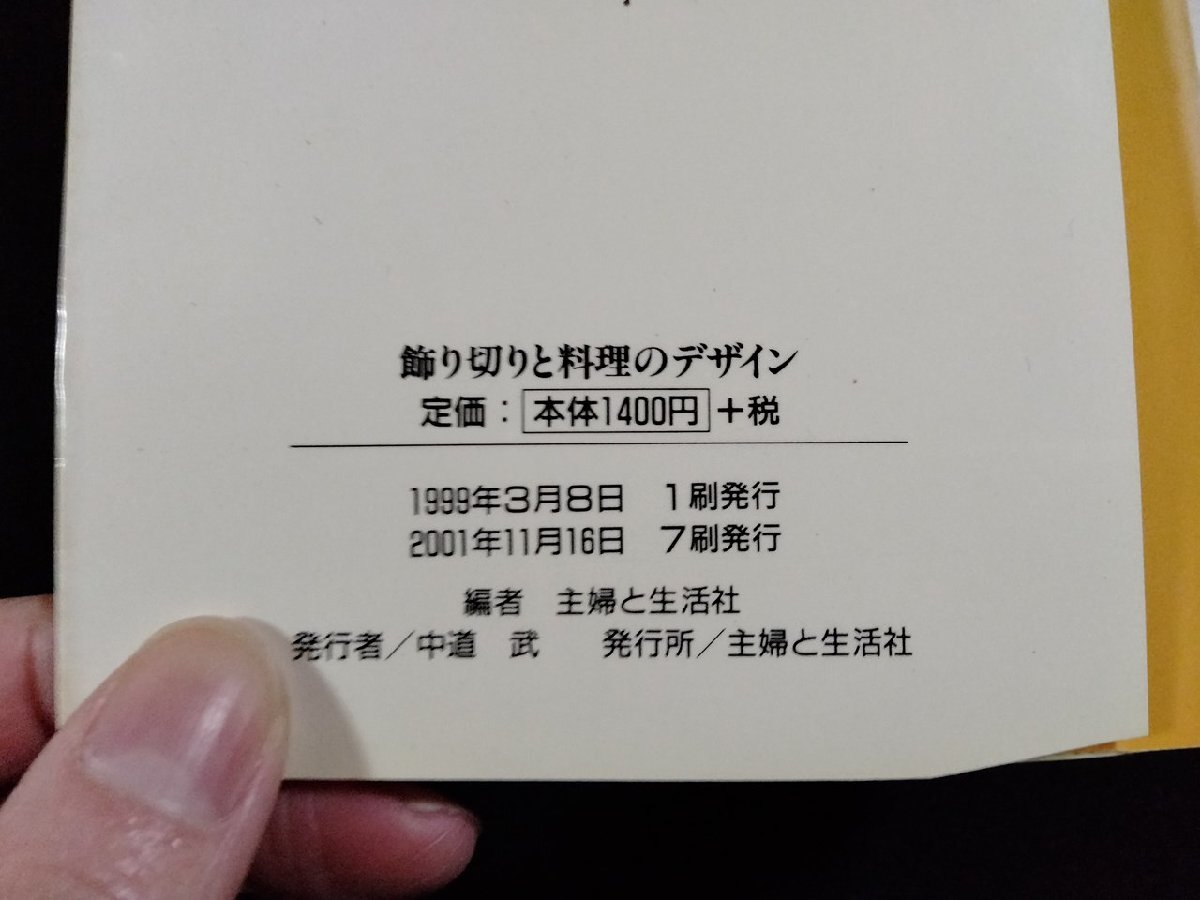 飾り切りと料理のデザイン
定価：本体1400円＋税
1999年3月8日　1刷発行
2001年11月16日　7刷発行
編者　主婦と生活社
発行者／中道　武　　発行所／主婦と生活社